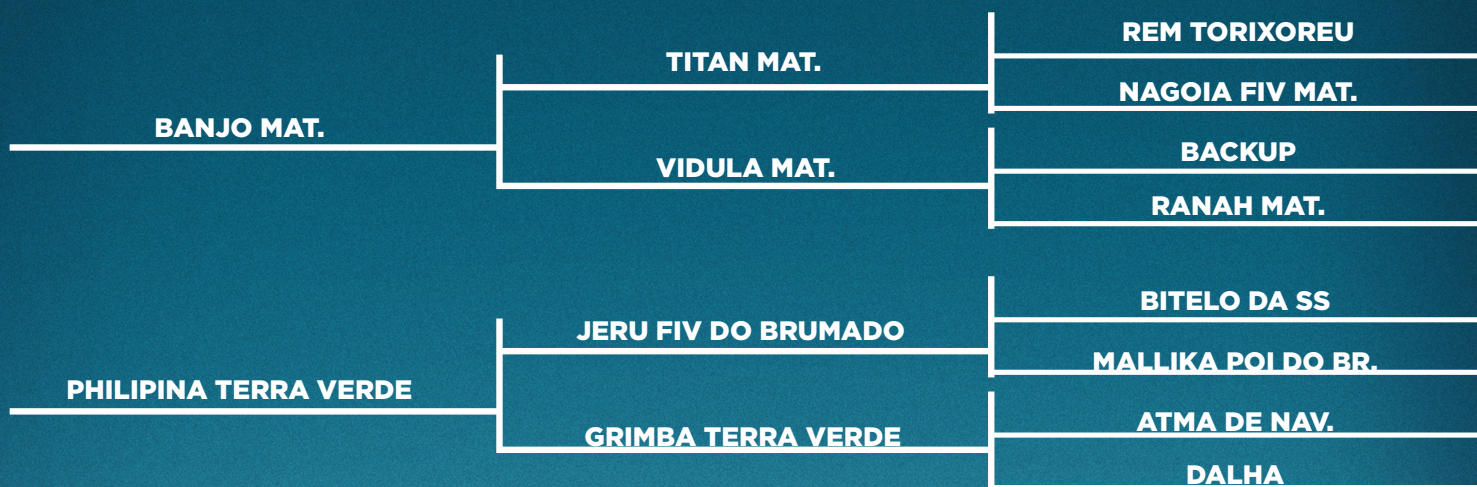 REM TORIXOREU
TITAN MAT.
NAGOIA FIV MAT.
BANJO MAT.
BACKUP
VIDULA MAT.
RANAH MAT.
BITELO DA SS
JERU FIV DO BRUMADO
MALLIKA POI DO BR.
PHILIPINA TERRA VERDE
ATMA DE NAV.
GRIMBA TERRA VERDE
DALHA